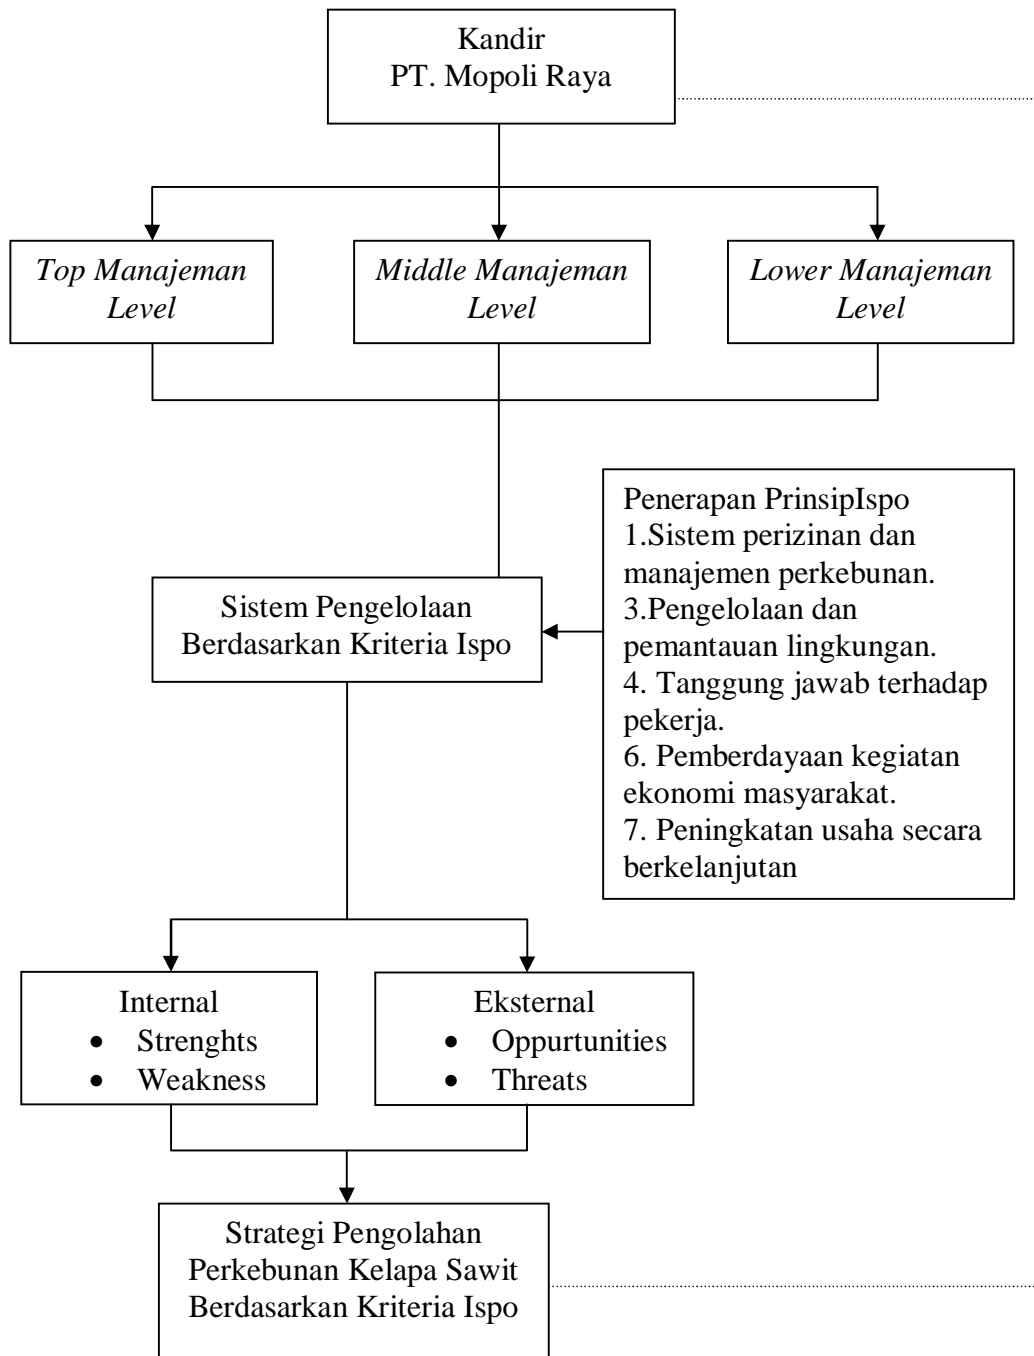 Kandir
PT. Mopoli Raya
Top Manajeman
Level
Middle Manajeman
Level
Lower Manajeman
Level
Penerapan PrinsipIspo
1.Sistem perizinan dan
manajemen perkebunan.
3.Pengelolaan dan
pemantauan lingkungan.
4. Tanggung jawab terhadap
pekerja.
6. Pemberdayaan kegiatan
ekonomi masyarakat.
7. Peningkatan usaha secara
berkelanjutan
Sistem Pengelolaan
Berdasarkan Kriteria Ispo
Internal
• Strenghts
• Weakness
Eksternal
• Oppurtunities
• Threats
Strategi Pengolahan
Perkebunan Kelapa Sawit
Berdasarkan Kriteria Ispo